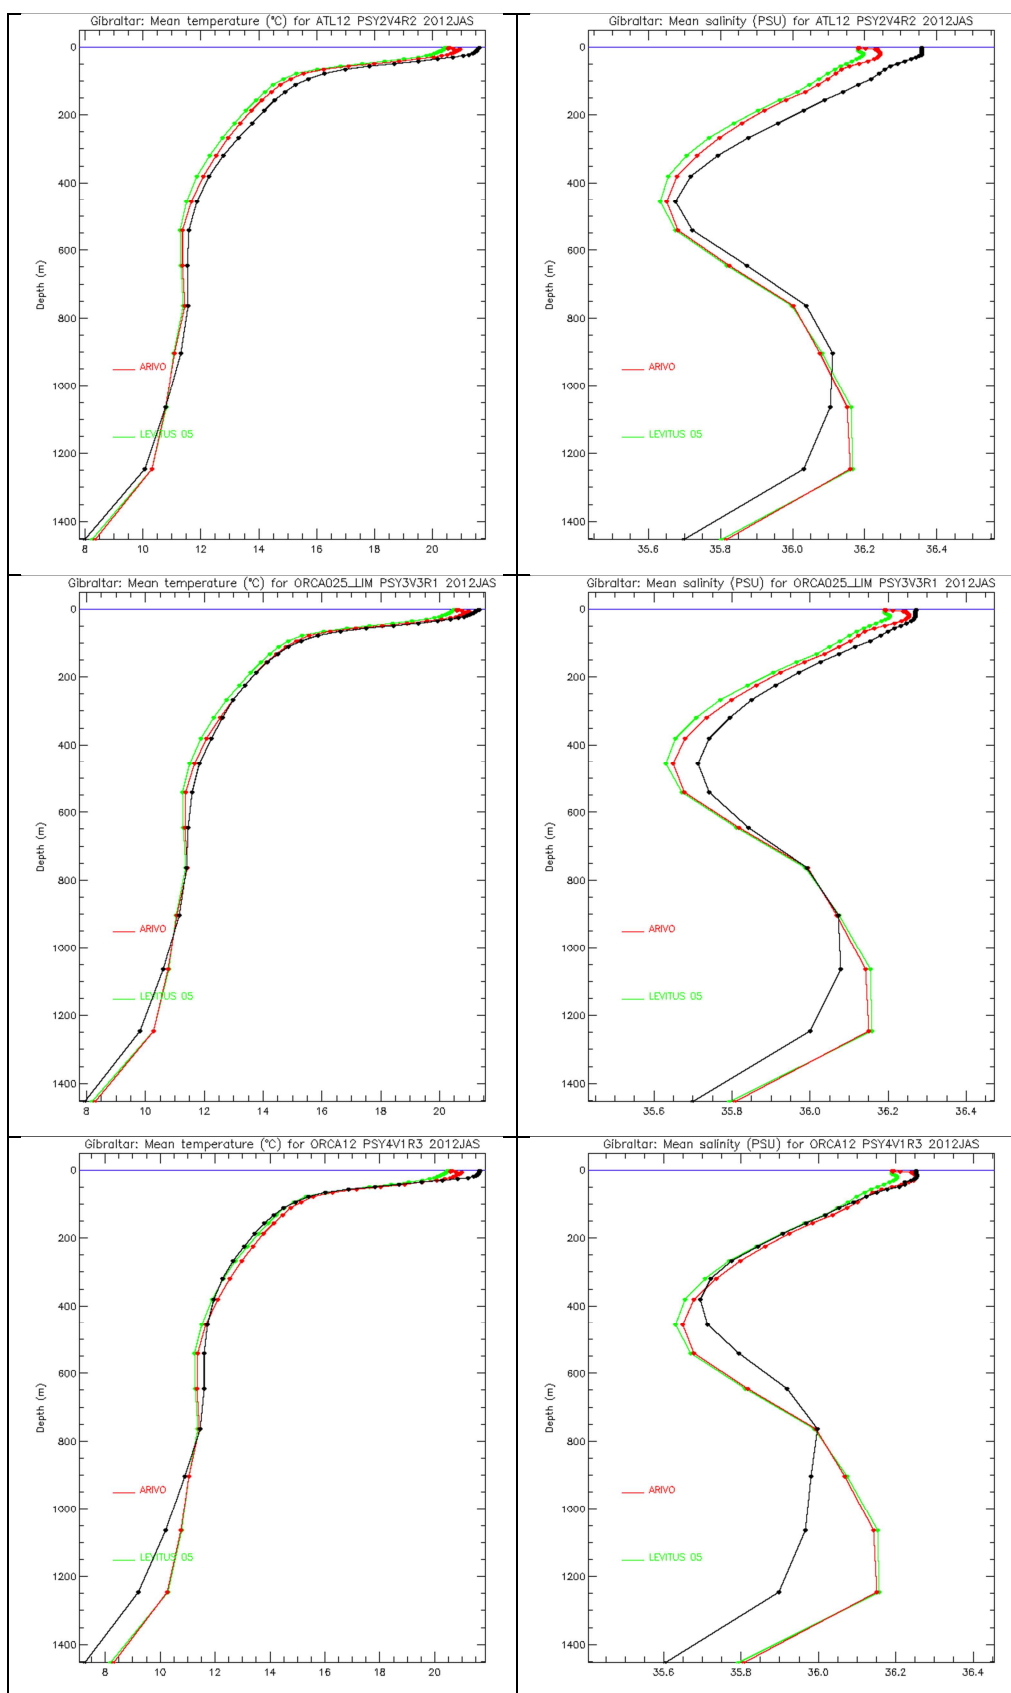 Gibraltar: Mean temperature (°C) for ATL12 PSY2V4R2 2012JAS
0
200
400
600
800
1000
1200
1400
Depth (m)
ARIVO
LEVITUS 05
8 10 12 14 16 18 20
Gibraltar: Mean salinity (PSU) for ATL12 PSY2V4R2 2012JAS
0
200
400
600
800
1000
1200
1400
Depth (m)
ARIVO
LEVITUS 05
35.6 35.8 36.0 36.2 36.4
Gibraltar: Mean temperature (°C) for ORCA025_LIM PSY3V3R1 2012JAS
0
200
400
600
800
1000
1200
1400
Depth (m)
ARIVO
LEVITUS 05
8 10 12 14 16 18 20
Gibraltar: Mean salinity (PSU) for ORCA025_LIM PSY3V3R1 2012JAS
0
200
400
600
800
1000
1200
1400
Depth (m)
ARIVO
LEVITUS 05
35.6 35.8 36.0 36.2 36.4
Gibraltar: Mean temperature (°C) for ORCA12 PSY4V1R3 2012JAS
0
200
400
600
800
1000
1200
1400
Depth (m)
ARIVO
LEVITUS 05
8 10 12 14 16 18 20
Gibraltar: Mean salinity (PSU) for ORCA12 PSY4V1R3 2012JAS
0
200
400
600
800
1000
1200
1400
Depth (m)
ARIVO
LEVITUS 05
35.6 35.8 36.0 36.2 36.4